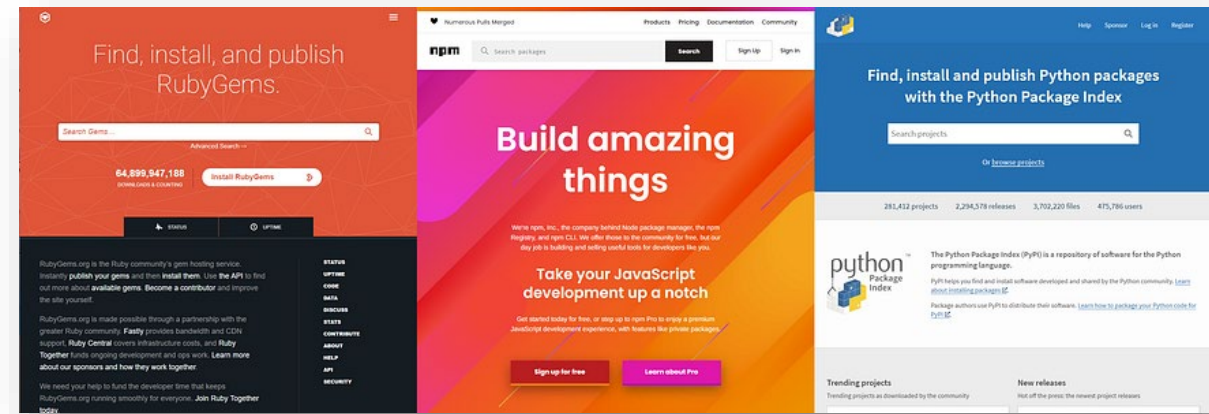 Find, install, and publish
RubyGems.
Search Gems ...
Advanced Search →
64,899,947,188
DOWNLOADS & COUNTING
Install RubyGems
STATUS
UPTIME
RubyGems.org is the Ruby community's gem hosting service.
Instantly publish your gems and then install them. Use the API to find
out more about available gems. Become a contributor and improve
the site yourself.
RubyGems.org is made possible through a partnership with the
greater Ruby community. Fastly provides bandwidth and CDN
support, Ruby Central covers infrastructure costs, and Ruby
Together funds ongoing development and ops work. Learn more
about our sponsors and how they work together.
We need your help to fund the developer time that keeps
RubyGems.org running smoothly for everyone. Join Ruby Together
today.
STATUS
UPTIME
CODE
DATA
DISCUSS
STATS
CONTRIBUTE
ABOUT
HELP
API
SECURITY
Numerous Pulls Merged
Products Pricing Documentation Community
npm
Search packages
Search
Sign Up
Sign In
Build amazing
things
We're npm, Inc., the company behind Node package manager, the npm
Registry, and npm CLI. We offer those to the community for free, but our
day job is building and selling useful tools for developers like you.
Take your JavaScript
development up a notch
Get started today for free, or step up to npm Pro to enjoy a premium
JavaScript development experience, with features like private packages.
Sign up for free
Learn about Pro
Help Sponsor Log in Register
Find, install and publish Python packages
with the Python Package Index
Search projects
Or browse projects
281,412 projects 2,294,578 releases 3,702,220 files 475,786 users
python
Package
Index
TM
The Python Package Index (PyPI) is a repository of software for the Python
programming language.
PyPI helps you find and install software developed and shared by the Python community. Learn
about installing packages
Package authors use PyPI to distribute their software. Learn how to package your Python code for
PyPI
Trending projects
Trending projects as downloaded by the community
New releases
Hot off the press: the newest project releases